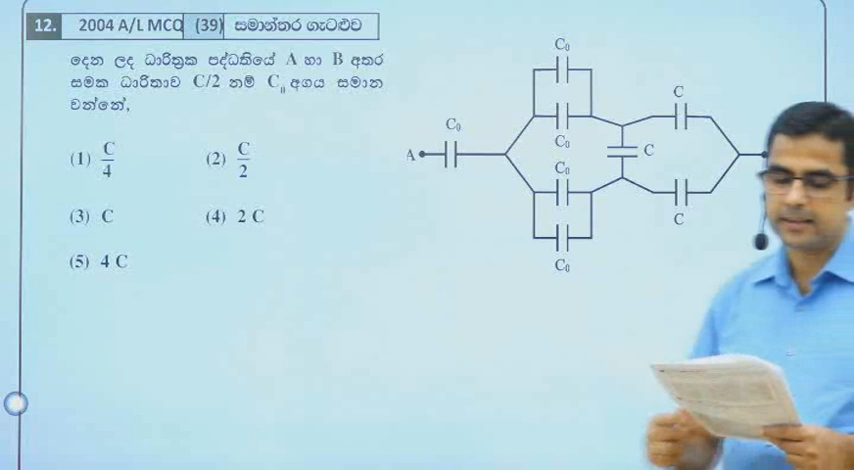 12. 2004 A/L MCQ (39) සමාන්තර ගැටළුව
දෙන ලද ධාරිත්‍රක පද්ධතියේ A හා B අතර
සමක ධාරිතාව C/2 නම් C₀ අගය සමාන
වන්නේ,
(1) C/4 (2) C/2
(3) C (4) 2 C
(5) 4 C
C₀
C
C₀
C₀
A
C
C₀
C
C₀